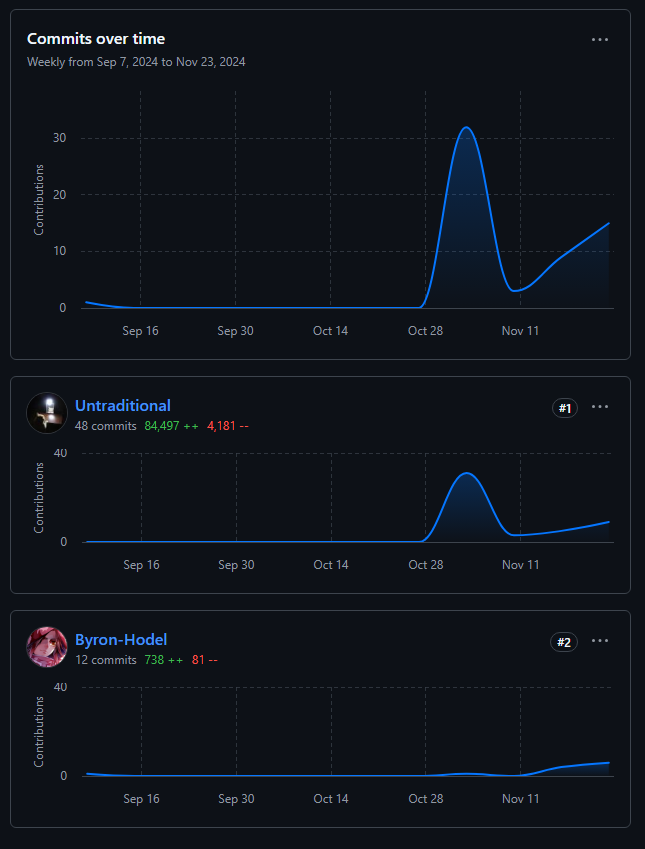 Commits over time
Weekly from Sep 7, 2024 to Nov 23, 2024
Contributions
30
20
10
0
Sep 16 Sep 30 Oct 14 Oct 28 Nov 11
Untraditional #1
48 commits 84,497 ++ 4,181 --
Contributions
40
0
Sep 16 Sep 30 Oct 14 Oct 28 Nov 11
Byron-Hodel #2
12 commits 738 ++ 81 --
Contributions
40
0
Sep 16 Sep 30 Oct 14 Oct 28 Nov 11